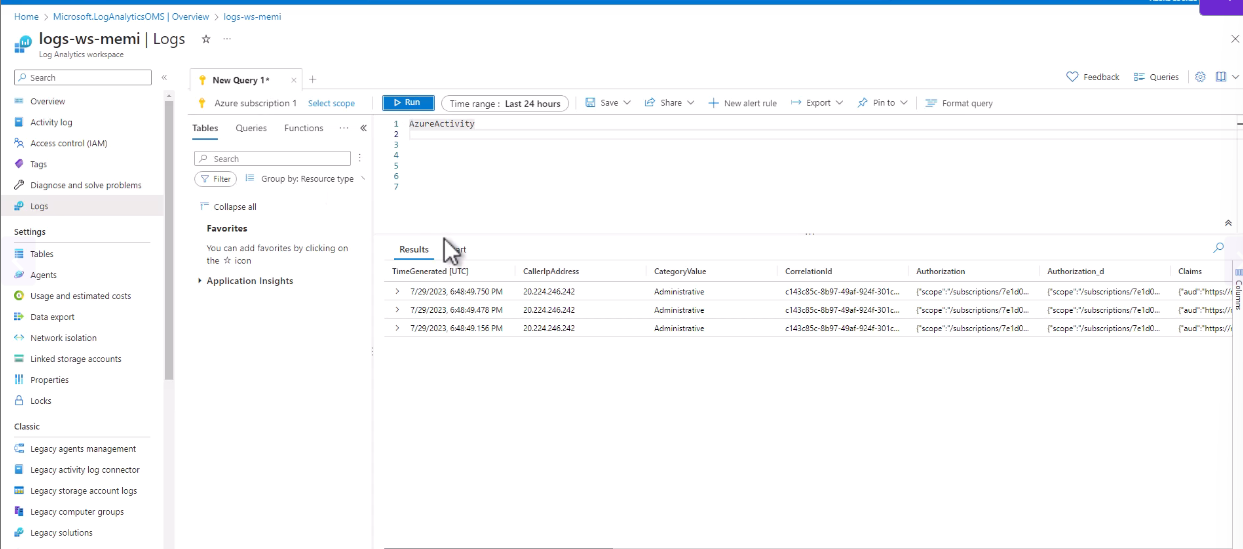 Home > Microsoft.LogAnalyticsOMS | Overview > logs-ws-memi
logs-ws-memi | Logs ☆ ...
Log Analytics workspace
Search «
Overview
Activity log
Access control (IAM)
Tags
Diagnose and solve problems
Logs
Settings
Tables
Agents
Usage and estimated costs
Data export
Network isolation
Linked storage accounts
Properties
Locks
Classic
Legacy agents management
Legacy activity log connector
Legacy storage account logs
Legacy computer groups
Legacy solutions
New Query 1* × +
Feedback Queries
Azure subscription 1 Select scope
Run Time range : Last 24 hours Save Share New alert rule Export Pin to Format query
Tables Queries Functions ... «
Search
Filter Group by: Resource type
Collapse all
Favorites
You can add favorites by clicking on
the ☆ icon
Application Insights
1 AzureActivity
2
3
4
5
6
7
Results
TimeGenerated [UTC] CallerIpAddress CategoryValue CorrelationId Authorization Authorization_d Claims
7/29/2023, 6:48:49.750 PM 20.224.246.242 Administrative c143c85c-8b97-49af-924f-301c... {"scope":"/subscriptions/7e1d0... {"scope":"/subscriptions/7e1d0... {"aud":"https://
7/29/2023, 6:48:49.478 PM 20.224.246.242 Administrative c143c85c-8b97-49af-924f-301c... {"scope":"/subscriptions/7e1d0... {"scope":"/subscriptions/7e1d0... {"aud":"https://
7/29/2023, 6:48:49.156 PM 20.224.246.242 Administrative c143c85c-8b97-49af-924f-301c... {"scope":"/subscriptions/7e1d0... {"scope":"/subscriptions/7e1d0... {"aud":"https://
Columns